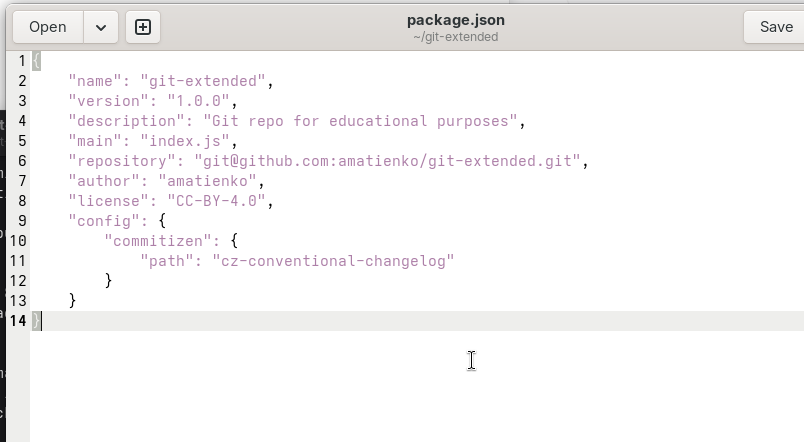 Open
package.json
~/git-extended
Save
1 {
2     "name": "git-extended",
3     "version": "1.0.0",
4     "description": "Git repo for educational purposes",
5     "main": "index.js",
6     "repository": "git@github.com:amatienko/git-extended.git",
7     "author": "amatienko",
8     "license": "CC-BY-4.0",
9     "config": {
10         "commitizen": {
11             "path": "cz-conventional-changelog"
12         }
13     }
14 }